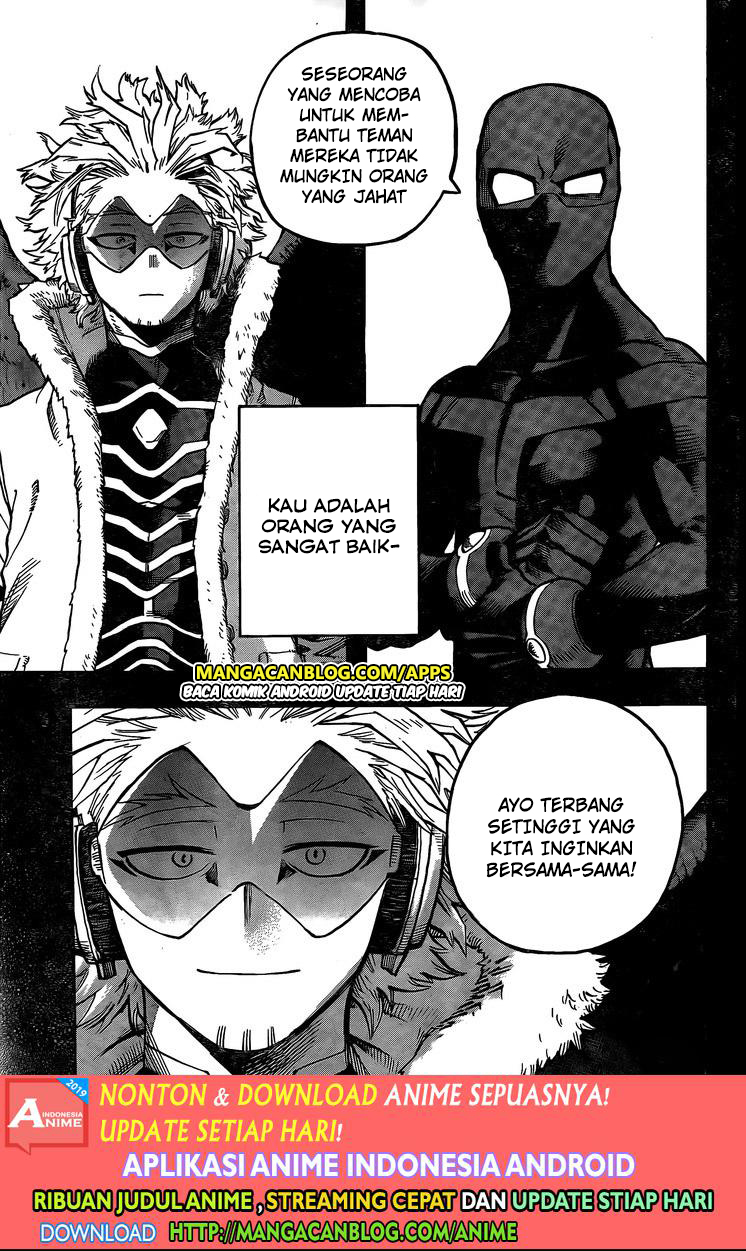 SESEORANG
YANG MENCOBA
UNTUK MEM-
BANTU TEMAN
MEREKA TIDAK
MUNGKIN ORANG
YANG JAHAT
KAU ADALAH
ORANG YANG
SANGAT BAIK-
MANGACANBLOG.COM/APPS
BACA KOMIK ANDROID UPDATE TIAP HARI
AYO TERBANG
SETINGGI YANG
KITA INGINKAN
BERSAMA-SAMA!
2019
INDONESIA
ANIME
NONTON & DOWNLOAD ANIME SEPUASNYA!
UPDATE SETIAP HARI!
APLIKASI ANIME INDONESIA ANDROID
RIBUAN JUDUL ANIME , STREAMING CEPAT DAN UPDATE STIAP HARI
DOWNLOAD HTTP://MANGACANBLOG.COM/ANIME